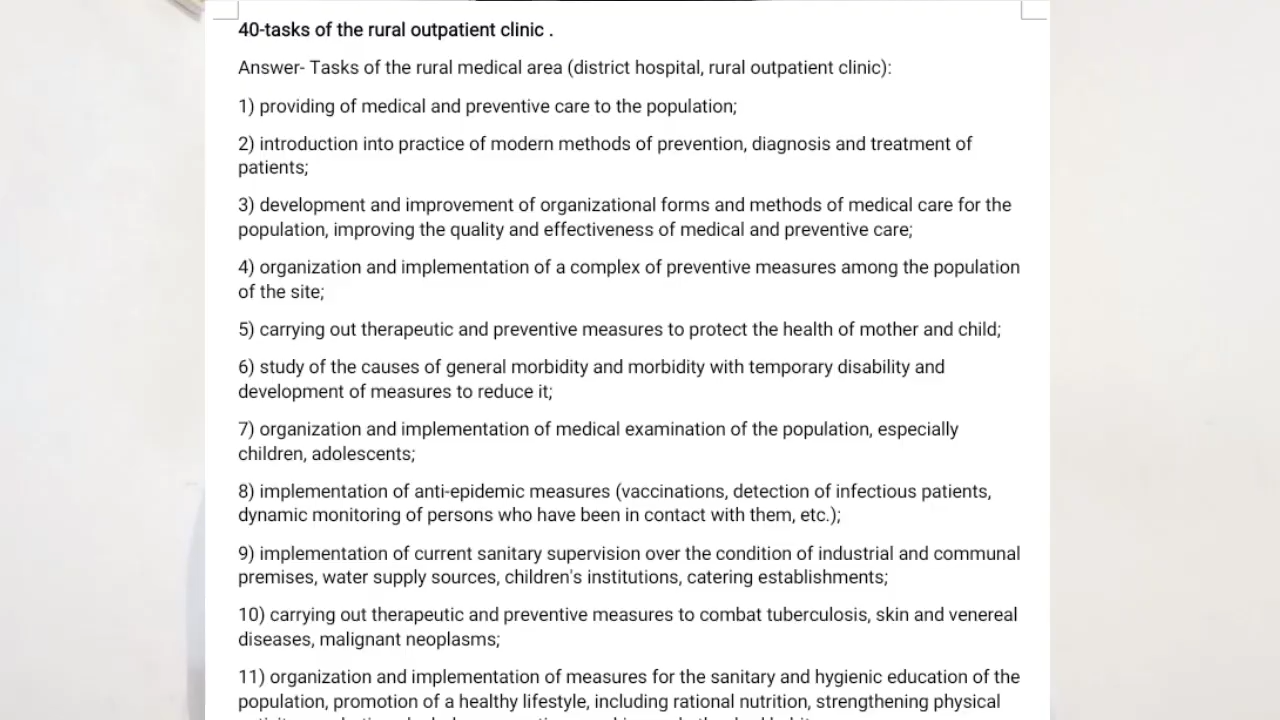 40-tasks of the rural outpatient clinic .
Answer- Tasks of the rural medical area (district hospital, rural outpatient clinic):
1) providing of medical and preventive care to the population;
2) introduction into practice of modern methods of prevention, diagnosis and treatment of
patients;
3) development and improvement of organizational forms and methods of medical care for the
population, improving the quality and effectiveness of medical and preventive care;
4) organization and implementation of a complex of preventive measures among the population
of the site;
5) carrying out therapeutic and preventive measures to protect the health of mother and child;
6) study of the causes of general morbidity and morbidity with temporary disability and
development of measures to reduce it;
7) organization and implementation of medical examination of the population, especially
children, adolescents;
8) implementation of anti-epidemic measures (vaccinations, detection of infectious patients,
dynamic monitoring of persons who have been in contact with them, etc.);
9) implementation of current sanitary supervision over the condition of industrial and communal
premises, water supply sources, children's institutions, catering establishments;
10) carrying out therapeutic and preventive measures to combat tuberculosis, skin and venereal
diseases, malignant neoplasms;
11) organization and implementation of measures for the sanitary and hygienic education of the
population, promotion of a healthy lifestyle, including rational nutrition, strengthening physical